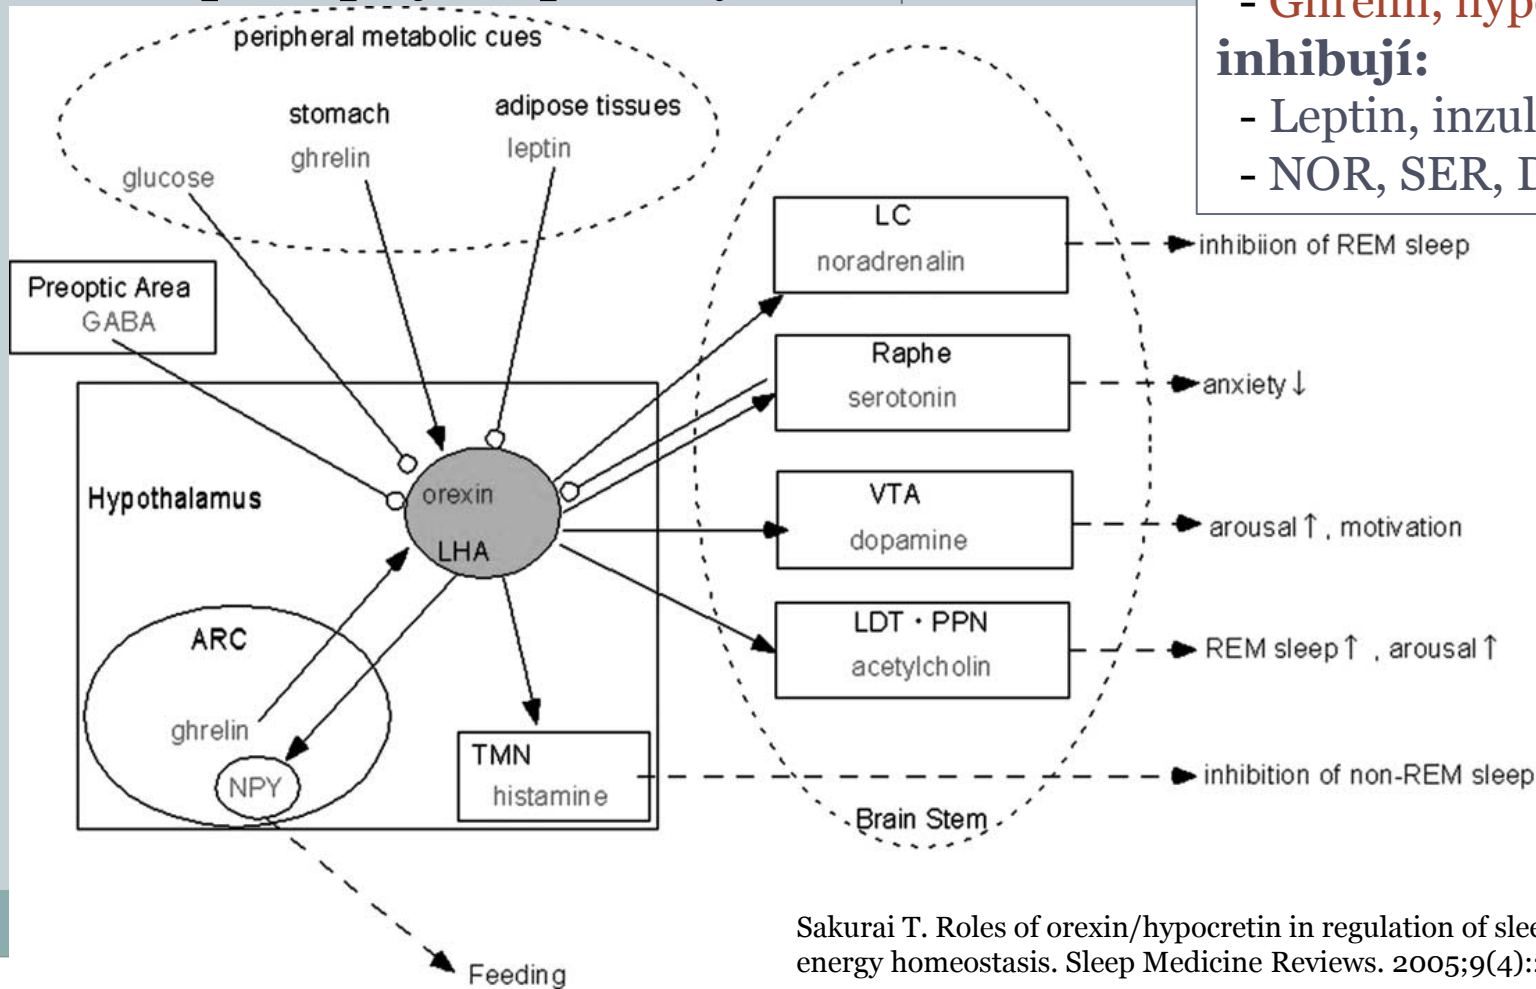 inhibují:
- Leptin,
- NOR, SER,
peripheral metabolic cues
stomach
ghrelin
adipose tissues
leptin
glucose
Preoptic Area
GABA
Hypothalamus
orexin
LHA
ARC
ghrelin
NPY
TMN
histamine
Feeding
LC
noradrenalin
Raphe
serotonin
VTA
dopamine
LDT・PPN
acetylcholin
Brain Stem
inhibiion of REM sleep
anxiety↓
arousal↑, motivation
REM sleep↑ , arousal↑
inhibition of non-REM sleep
Sakurai T. Roles of orexin/hypocretin in regulation of
energy homeostasis. Sleep Medicine Reviews. 2005;9(4):